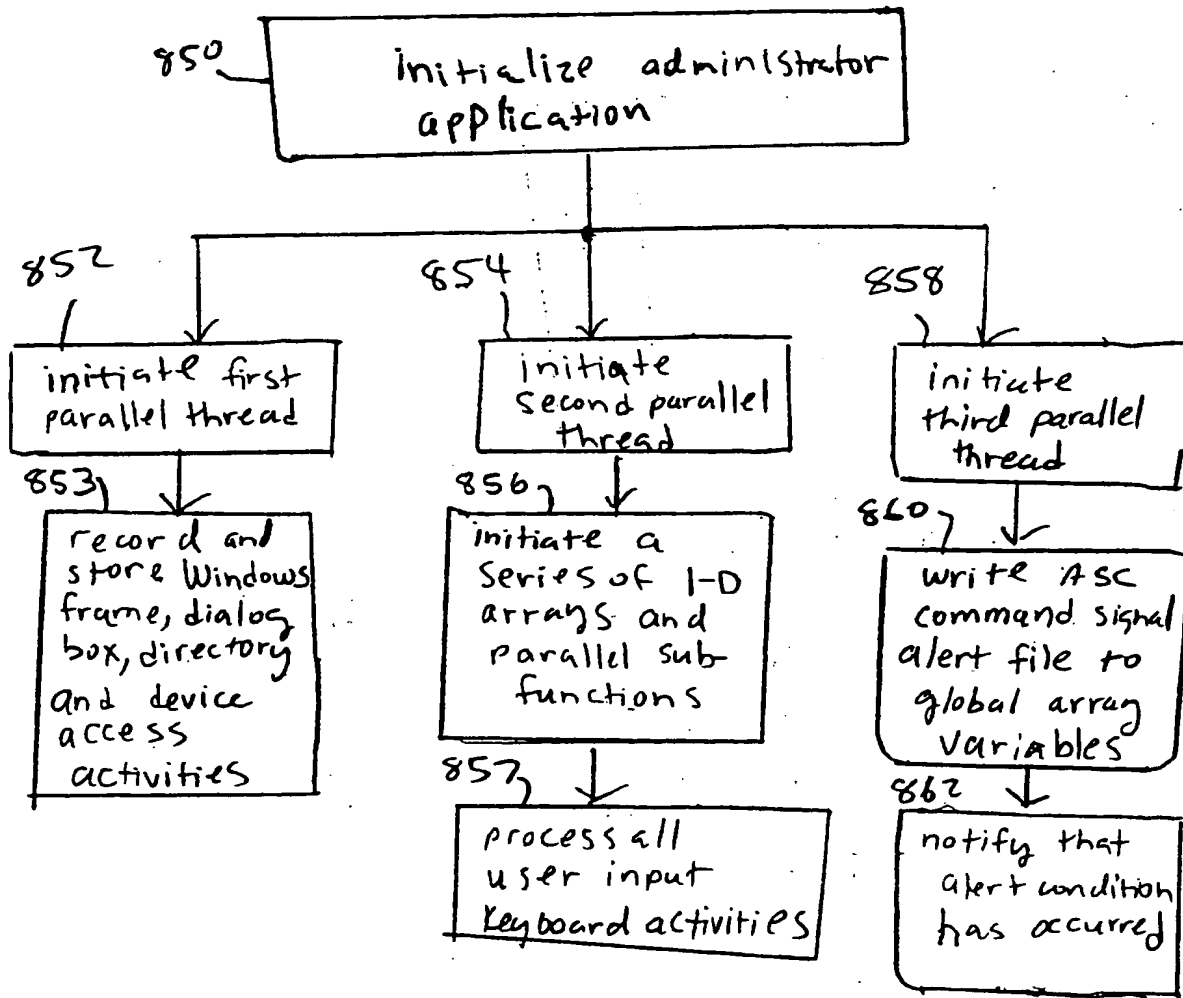 850
initialize administrator
application
852
initiate first
parallel thread
853
record and
store Windows
frame, dialog
box, directory
and device
access
activities
854
initiate
second parallel
thread
856
initiate a
series of 1-D
arrays and
parallel sub-
functions
857
process all
user input
keyboard activities
858
initiate
third parallel
thread
860
write ASC
command signal
alert file to
global array
variables
862
notify that
alert condition
has occurred